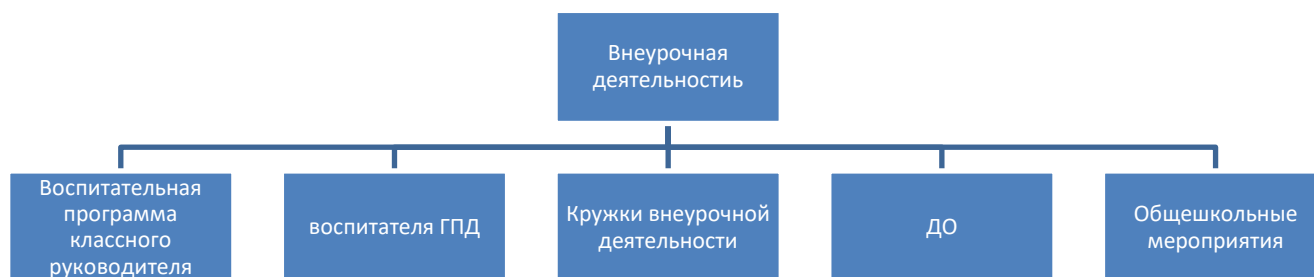 Внеурочная
деятельностиь
Воспитательная
программа
классного
руководителя
воспитателя ГПД
Кружки внеурочной
деятельности
ДО
Общешкольные
мероприятия